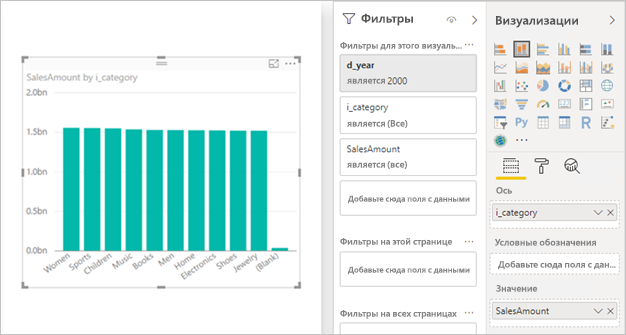 SalesAmount by i_category
2.0bn
1.5bn
1.0bn
0.5bn
0.0bn
Women
Sports
Children
Music
Books
Men
Home
Electronics
Shoes
Jewelry
(Blank)
Фильтры
Фильтры для этого визуаль...
d_year
является 2000
i_category
является (Все)
SalesAmount
является (все)
Добавьте сюда поля с данными
Фильтры на этой странице
Добавьте сюда поля с данными
Фильтры на всех страницах
Визуализации
Py
R
Ось
i_category
Условные обозначения
Добавьте сюда поля с дан...
Значение
SalesAmount